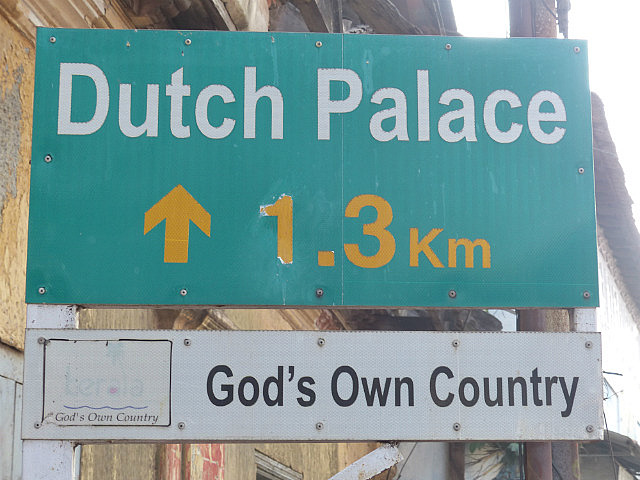 Dutch Palace
↑ 1.3 Km
God's Own Country
God's Own Country